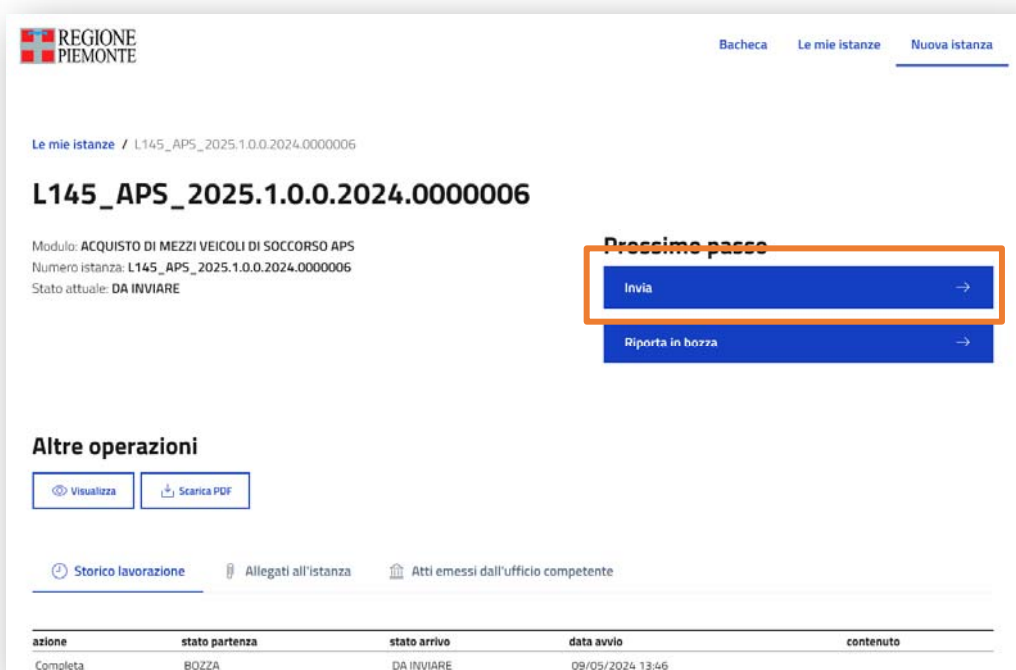 REGIONE
PIEMONTE
Bacheca Le mie istanze Nuova istanza
Le mie istanze / L145_APS_2025.1.0.0.2024.0000006
L145_APS_2025.1.0.0.2024.0000006
Modulo: ACQUISTO DI MEZZI VEICOLI DI SOCCORSO APS
Numero istanza: L145_APS_2025.1.0.0.2024.0000006
Stato attuale: DA INVIARE
Prossimo passo
Invia
Riporta in bozza
Altre operazioni
Visualizza Scarica PDF
Storico lavorazione Allegati all'istanza Atti emessi dall'ufficio competente
azione stato partenza stato arrivo data avvio contenuto
Completa BOZZA DA INVIARE 09/05/2024 13:46